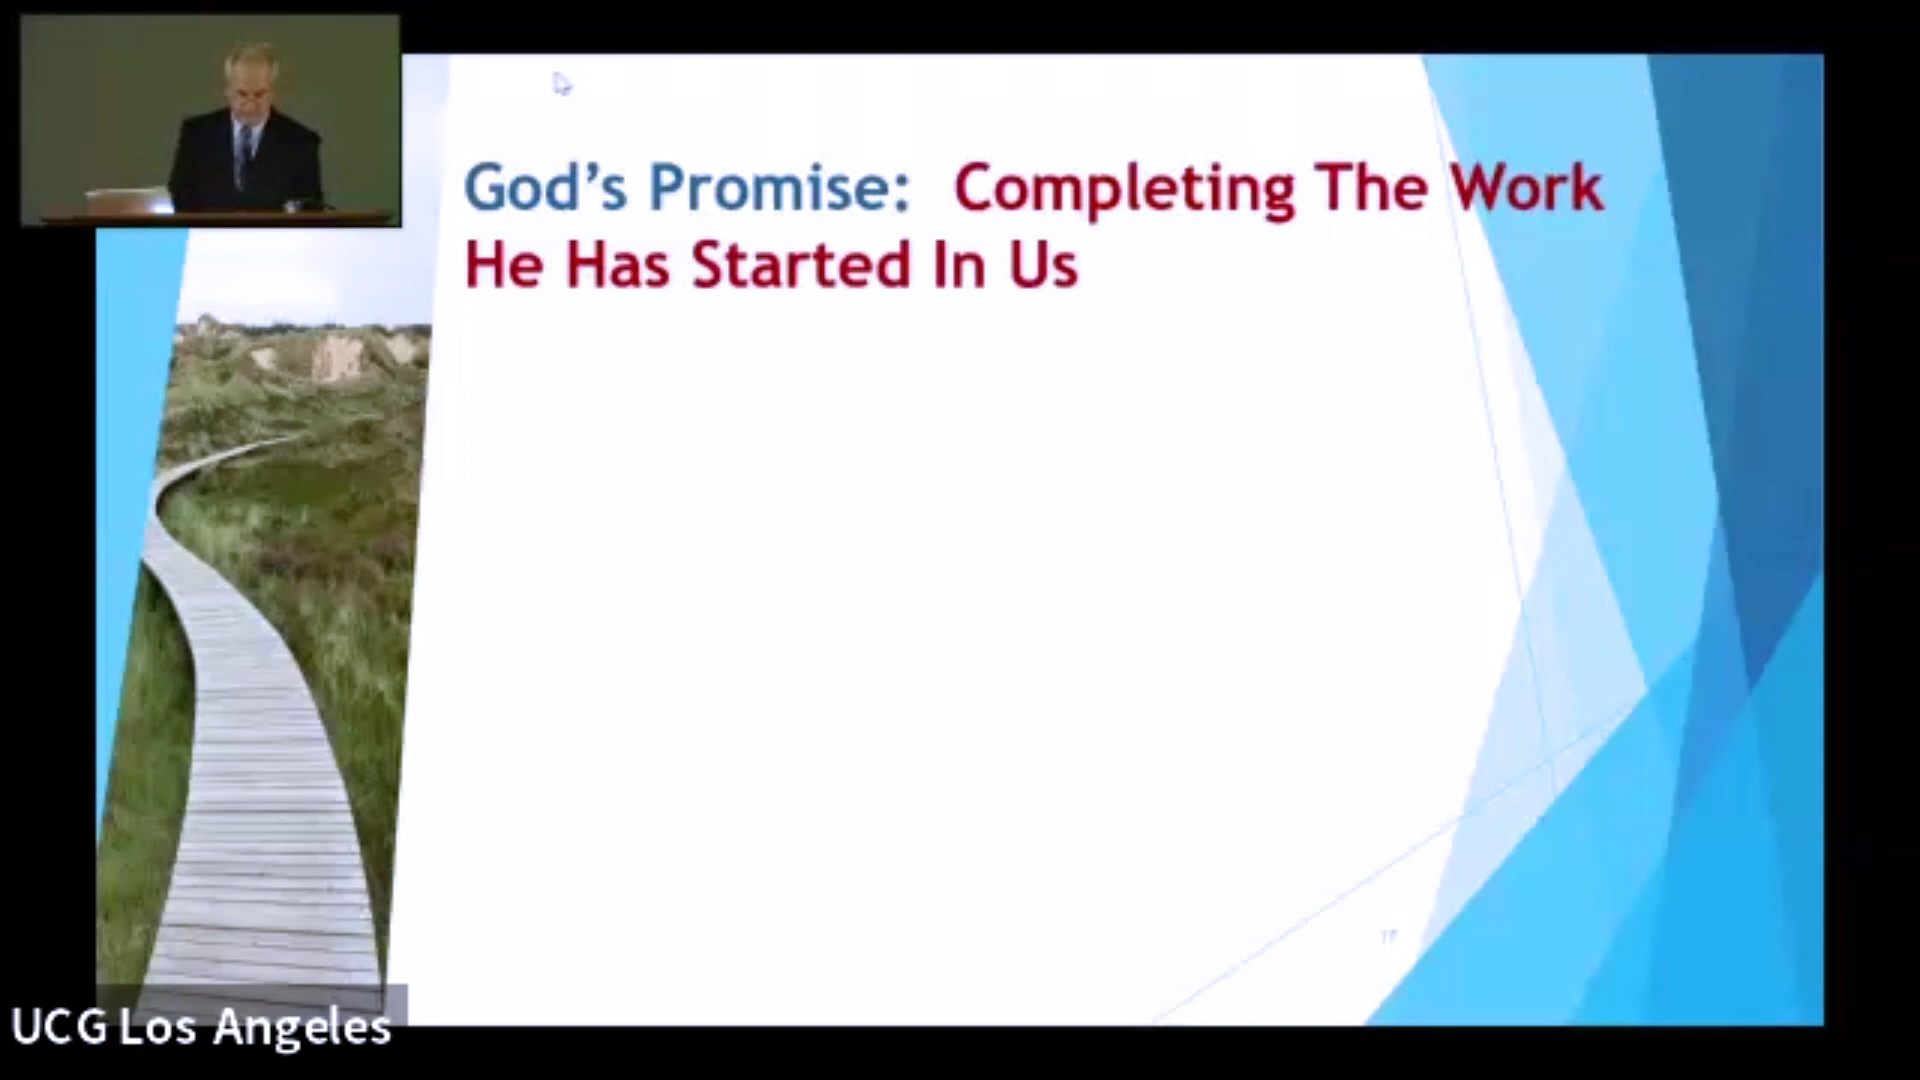 God’s Promise: Completing The Work
He Has Started In Us
UCG Los Angeles